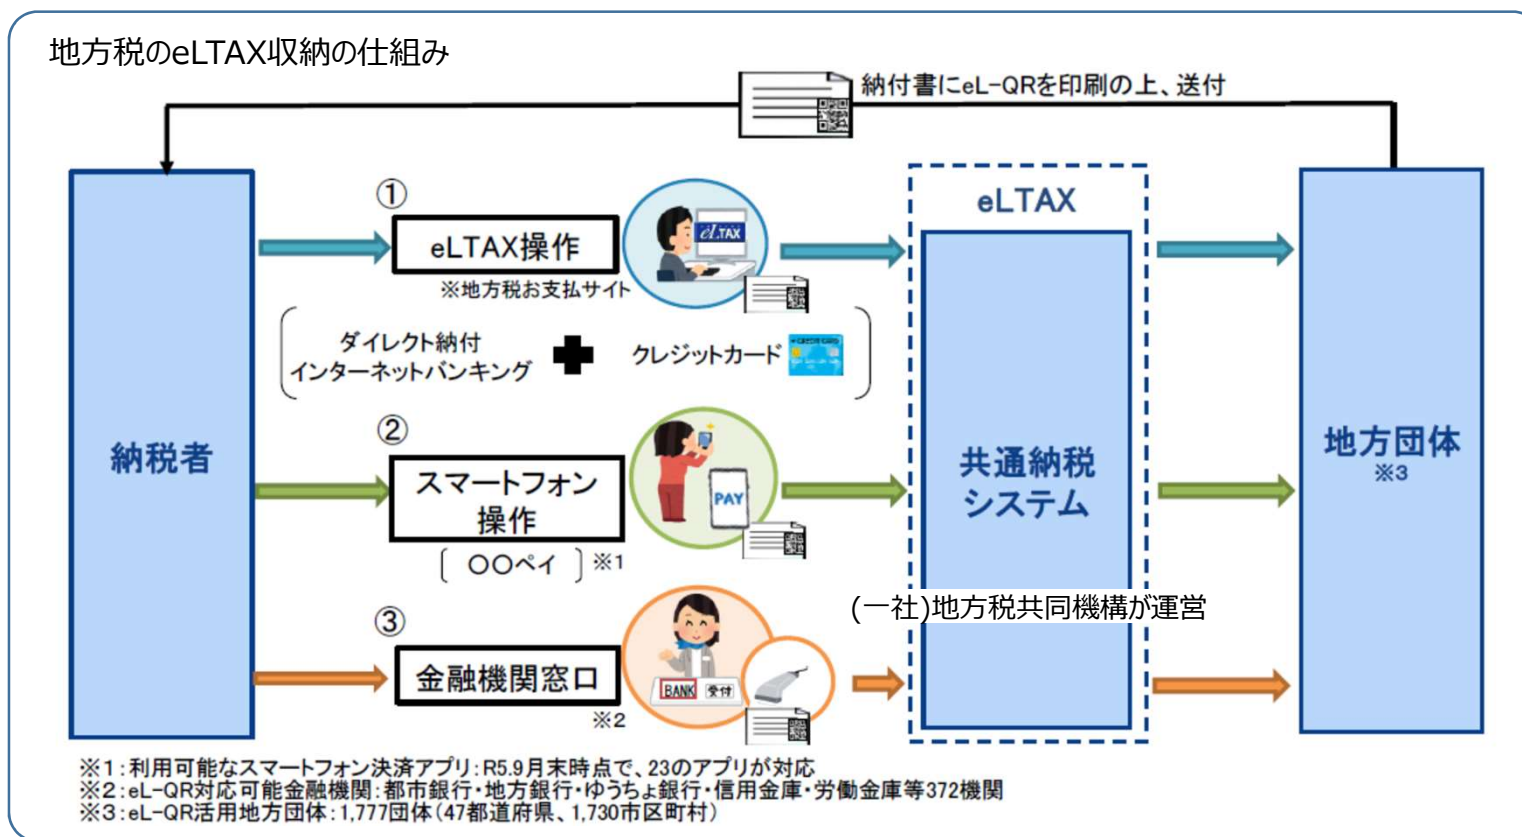 地方税のeLTAX収納の仕組み
納付書にeL-QRを印刷の上、送付
納税者
①
eLTAX操作
eLTAX
※地方税お支払サイト
ダイレクト納付
インターネットバンキング
クレジットカード
CREDIT CARD
②
スマートフォン
操作
PAY
〔 〇〇ペイ 〕※1
③
金融機関窓口
BANK
受付
※2
eLTAX
共通納税
システム
(一社)地方税共同機構が運営
地方団体
※3
※1:利用可能なスマートフォン決済アプリ:R5.9月末時点で、23のアプリが対応
※2:eL-QR対応可能金融機関:都市銀行・地方銀行・ゆうちょ銀行・信用金庫・労働金庫等372機関
※3:eL-QR活用地方団体:1,777団体(47都道府県、1,730市区町村)